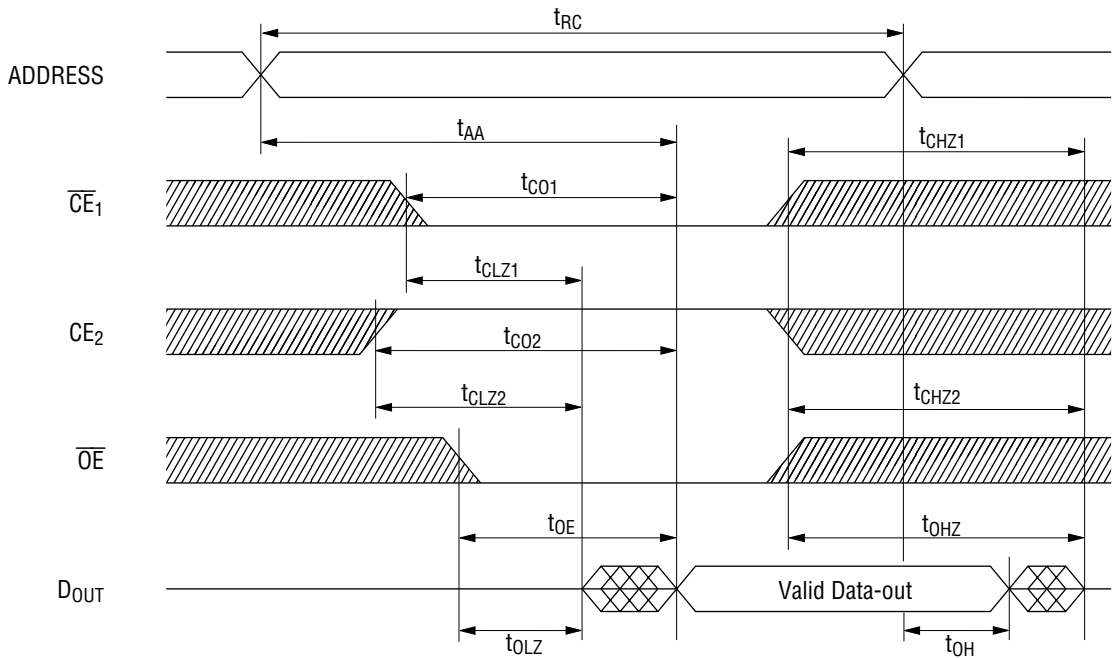 tRC
ADDRESS
tAA
tCHZ1
CE1
tCO1
tCLZ1
CE2
tCO2
tCLZ2
tCHZ2
OE
tOE
tOHZ
DOUT
Valid Data-out
tOLZ
tOH